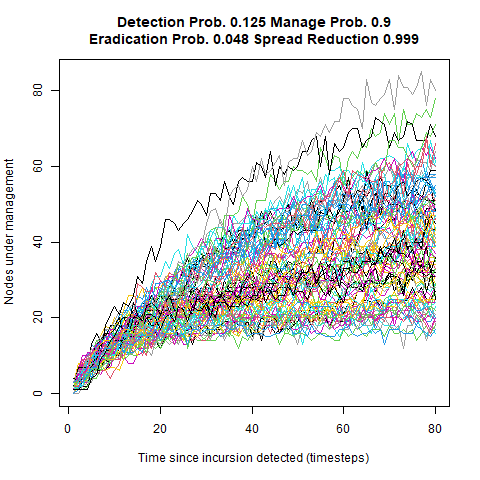 Detection Prob. 0.125 Manage Prob. 0.9
Eradication Prob. 0.048 Spread Reduction 0.999
Nodes under management
80
60
40
20
0
0 20 40 60 80
Time since incursion detected (timesteps)